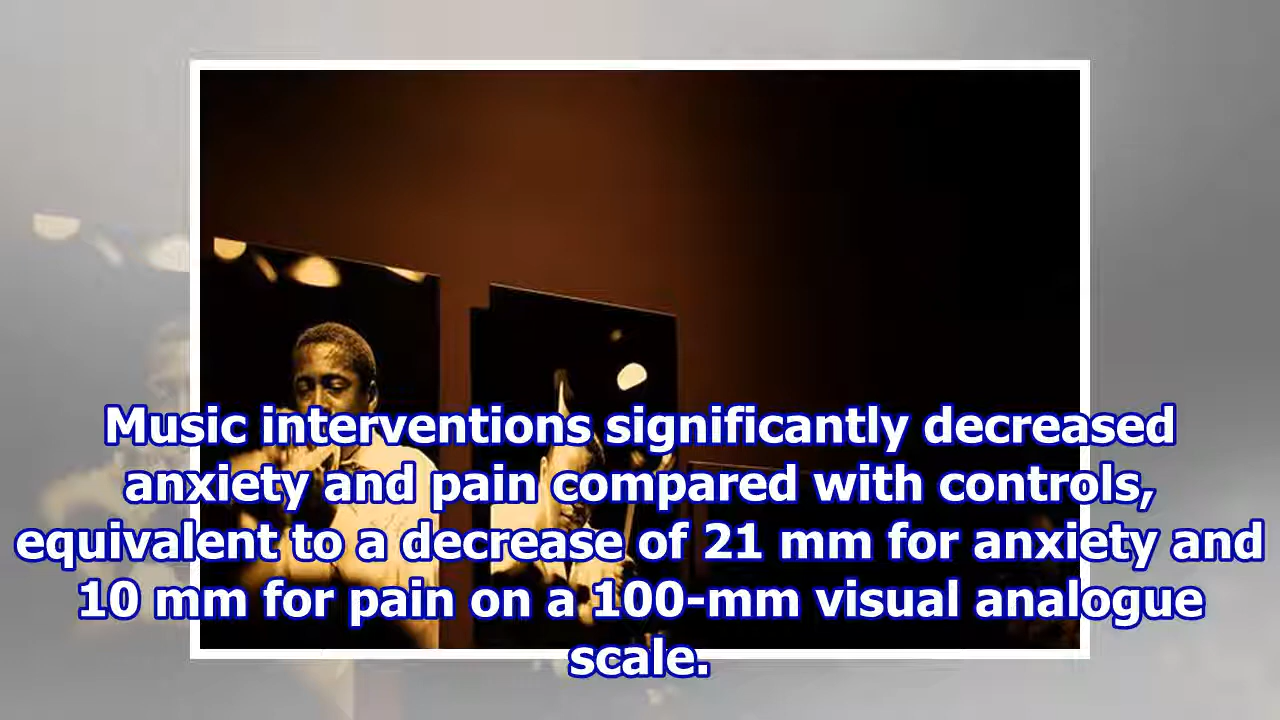 Music interventions significantly decreased
anxiety and pain compared with controls,
equivalent to a decrease of 21 mm for anxiety and
10 mm for pain on a 100-mm visual analogue
scale.